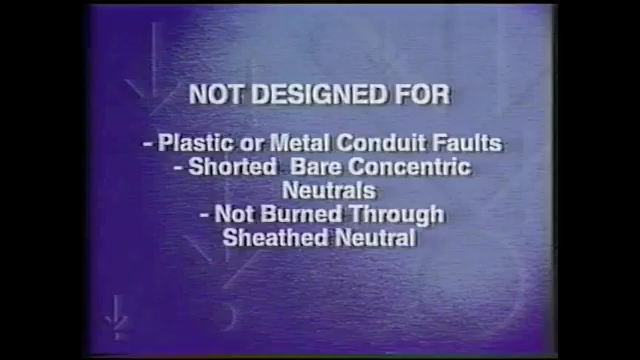 NOT DESIGNED FOR
- Plastic or Metal Conduit Faults
- Shorted Bare Concentric
Neutrals
- Not Burned Through
Sheathed Neutral